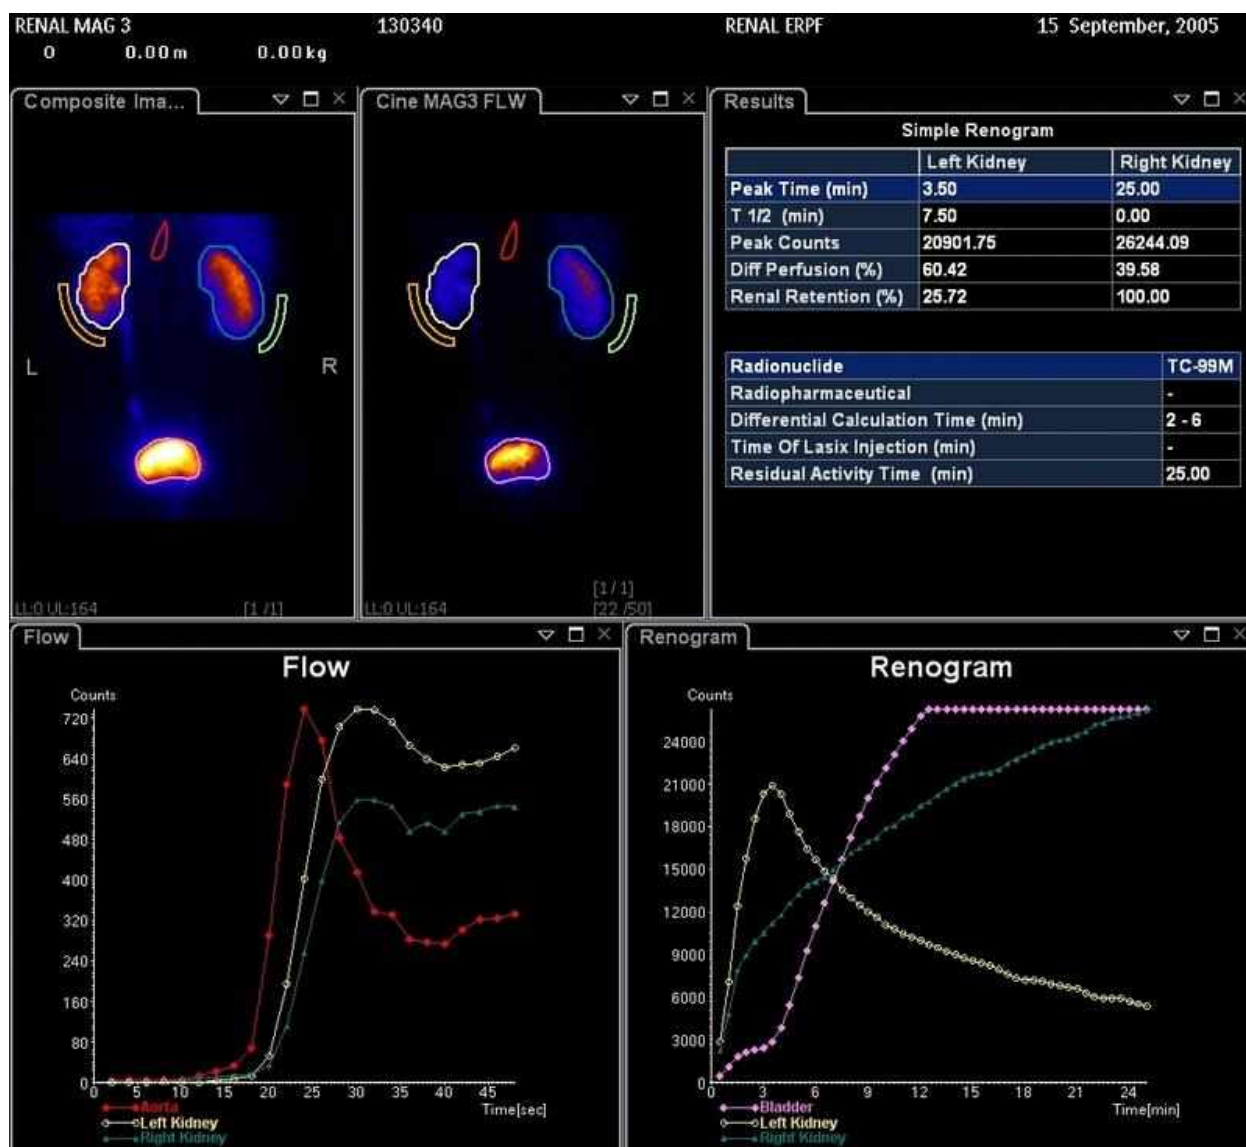 RENAL MAG 3 130340 RENAL ERPF 15 September, 2005
0 0.00 m 0.00 kg
Composite Ima...
L R
LL:0 UL:164 [1 /1]
Cine MAG3 FLW
[1 / 1]
LL:0 UL:164 [22 /50]
Results
Simple Renogram
Left Kidney Right Kidney
Peak Time (min) 3.50 25.00
T 1/2 (min) 7.50 0.00
Peak Counts 20901.75 26244.09
Diff Perfusion (%) 60.42 39.58
Renal Retention (%) 25.72 100.00
Radionuclide TC-99M
Radiopharmaceutical -
Differential Calculation Time (min) 2 - 6
Time Of Lasix Injection (min) -
Residual Activity Time (min) 25.00
Flow
Flow
Counts
720
640
560
480
400
320
240
160
80
0
0 5 10 15 20 25 30 35 40 45
Time[sec]
Aorta
Left Kidney
Right Kidney
Renogram
Renogram
Counts
24000
21000
18000
15000
12000
9000
6000
3000
0
0 3 6 9 12 15 18 21 24
Time[min]
Bladder
Left Kidney
Right Kidney